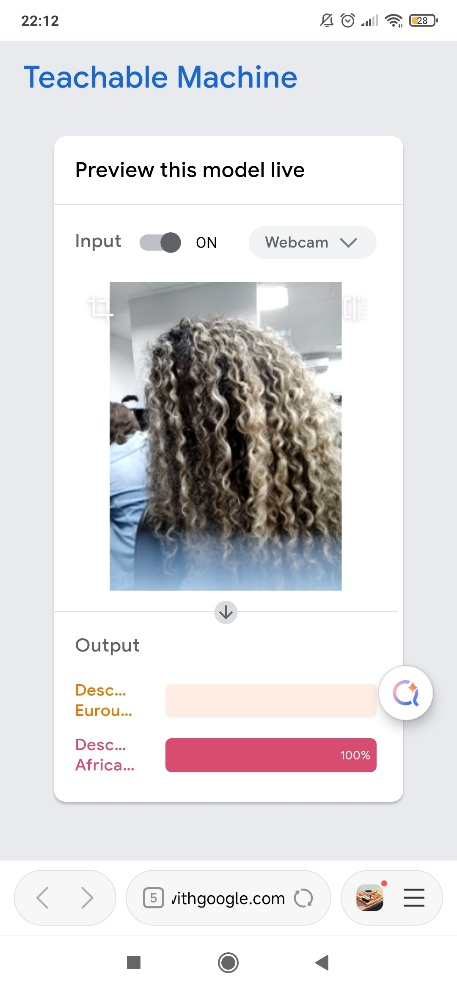 22:12
28
Teachable Machine
Preview this model live
Input
ON
Webcam
Output
Desc...
Eurou...
Desc...
Africa...
100%
5
vithgoogle.com